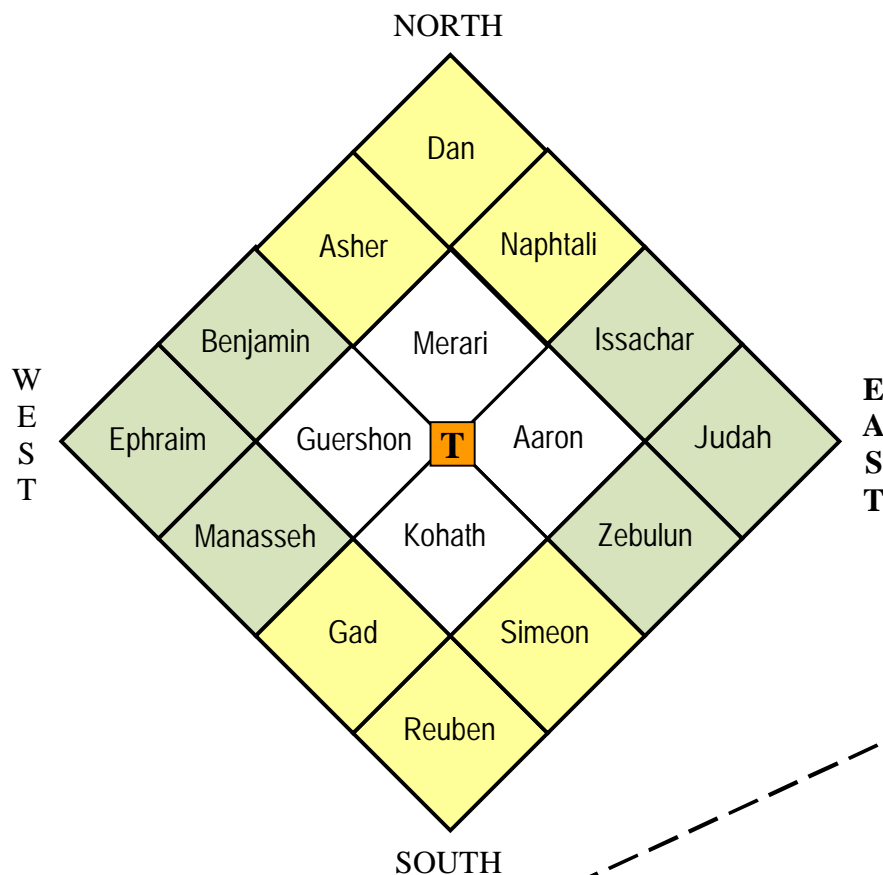 NORTH
Dan
Asher
Naphtali
Benjamin
Merari
Issachar
W
E
S
T
Ephraim
Guershon
T
Aaron
Judah
E
A
S
T
Manasseh
Kohath
Zebulun
Gad
Simeon
Reuben
SOUTH